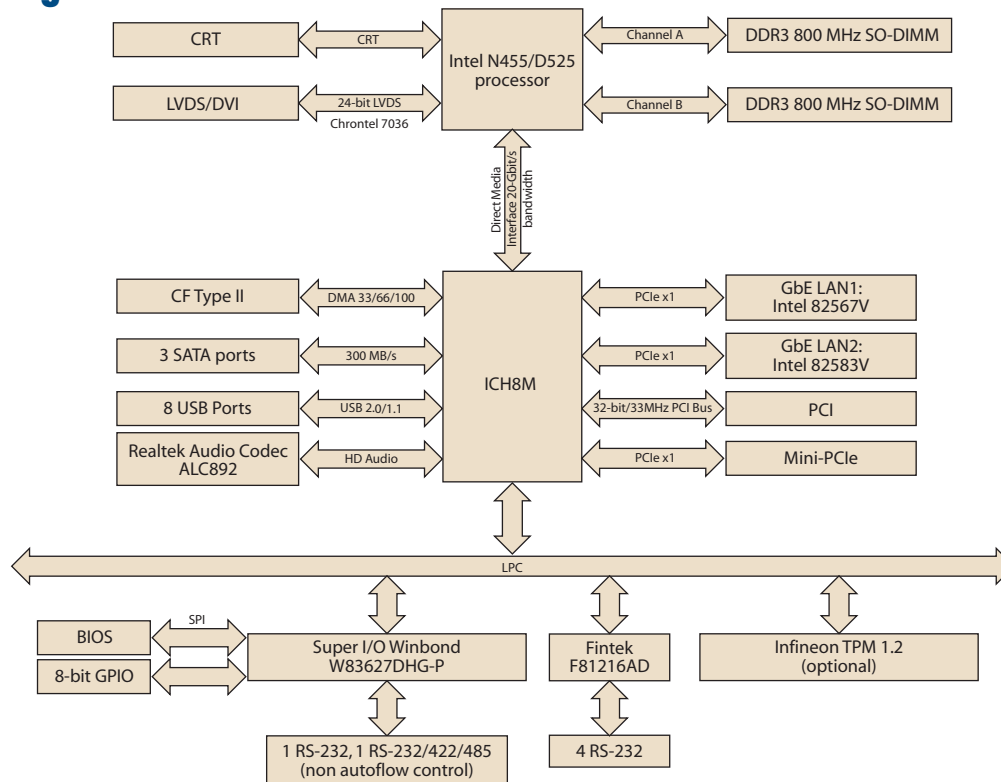 CRT
CRT
Intel N455/D525
processor
Channel A
DDR3 800 MHz SO-DIMM
LVDS/DVI
24-bit LVDS
Chrontel 7036
Channel B
DDR3 800 MHz SO-DIMM
Direct Media
Interface 20-Gbit/s
bandwidth
CF Type II
DMA 33/66/100
ICH8M
PCIe x1
GbE LAN1:
Intel 82567V
3 SATA ports
300 MB/s
PCIe x1
GbE LAN2:
Intel 82583V
8 USB Ports
USB 2.0/1.1
32-bit/33MHz PCI Bus
PCI
Realtek Audio Codec
ALC892
HD Audio
PCIe x1
Mini-PCIe
LPC
BIOS
SPI
8-bit GPIO
Super I/O Winbond
W83627DHG-P
Fintek
F81216AD
Infineon TPM 1.2
(optional)
1 RS-232, 1 RS-232/422/485
(non autoflow control)
4 RS-232